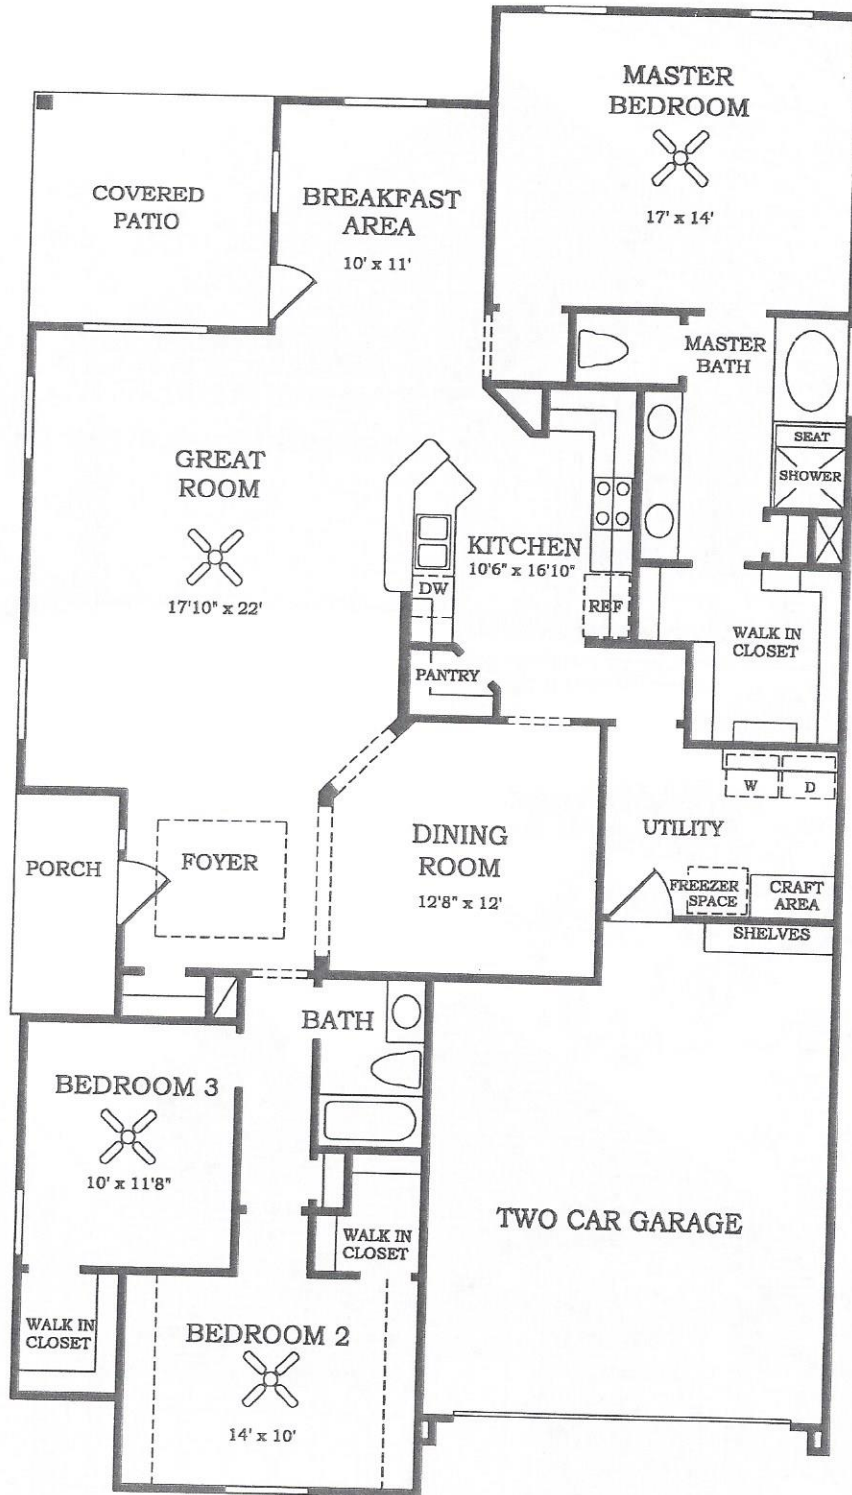 MASTER
BEDROOM
17' x 14'
COVERED
PATIO
BREAKFAST
AREA
10' x 11'
MASTER
BATH
SEAT
SHOWER
GREAT
ROOM
17'10" x 22'
KITCHEN
10'6" x 16'10"
DW
REF
PANTRY
WALK IN
CLOSET
W
D
UTILITY
FREEZER
SPACE
CRAFT
AREA
SHELVES
PORCH
FOYER
DINING
ROOM
12'8" x 12'
BATH
BEDROOM 3
10' x 11'8"
WALK IN
CLOSET
TWO CAR GARAGE
WALK IN
CLOSET
BEDROOM 2
14' x 10'